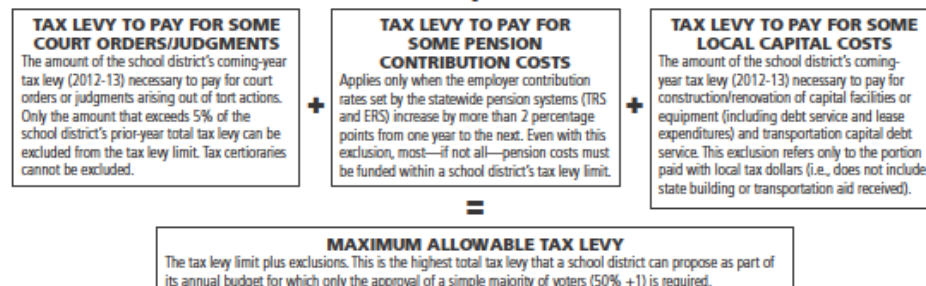 TAX LEVY TO PAY FOR SOME
COURT ORDERS/JUDGMENTS
The amount of the school district's coming-year
tax levy (2012-13) necessary to pay for court
orders or judgments arising out of tort actions.
Only the amount that exceeds 5% of the
school district's prior-year total tax levy can be
excluded from the tax levy limit. Tax certioraries
cannot be excluded.
+
TAX LEVY TO PAY FOR
SOME PENSION
CONTRIBUTION COSTS
Applies only when the employer contribution
rates set by the statewide pension systems (TRS
and ERS) increase by more than 2 percentage
points from one year to the next. Even with this
exclusion, most—if not all—pension costs must
be funded within a school district's tax levy limit.
+
TAX LEVY TO PAY FOR SOME
LOCAL CAPITAL COSTS
The amount of the school district's coming-
year tax levy (2012-13) necessary to pay for
construction/renovation of capital facilities or
equipment (including debt service and lease
expenditures) and transportation capital debt
service. This exclusion refers only to the portion
paid with local tax dollars (i.e., does not include
state building or transportation aid received).
=
MAXIMUM ALLOWABLE TAX LEVY
The tax levy limit plus exclusions. This is the highest total tax levy that a school district can propose as part of
its annual budget for which only the approval of a simple majority of voters (50% +1) is required.